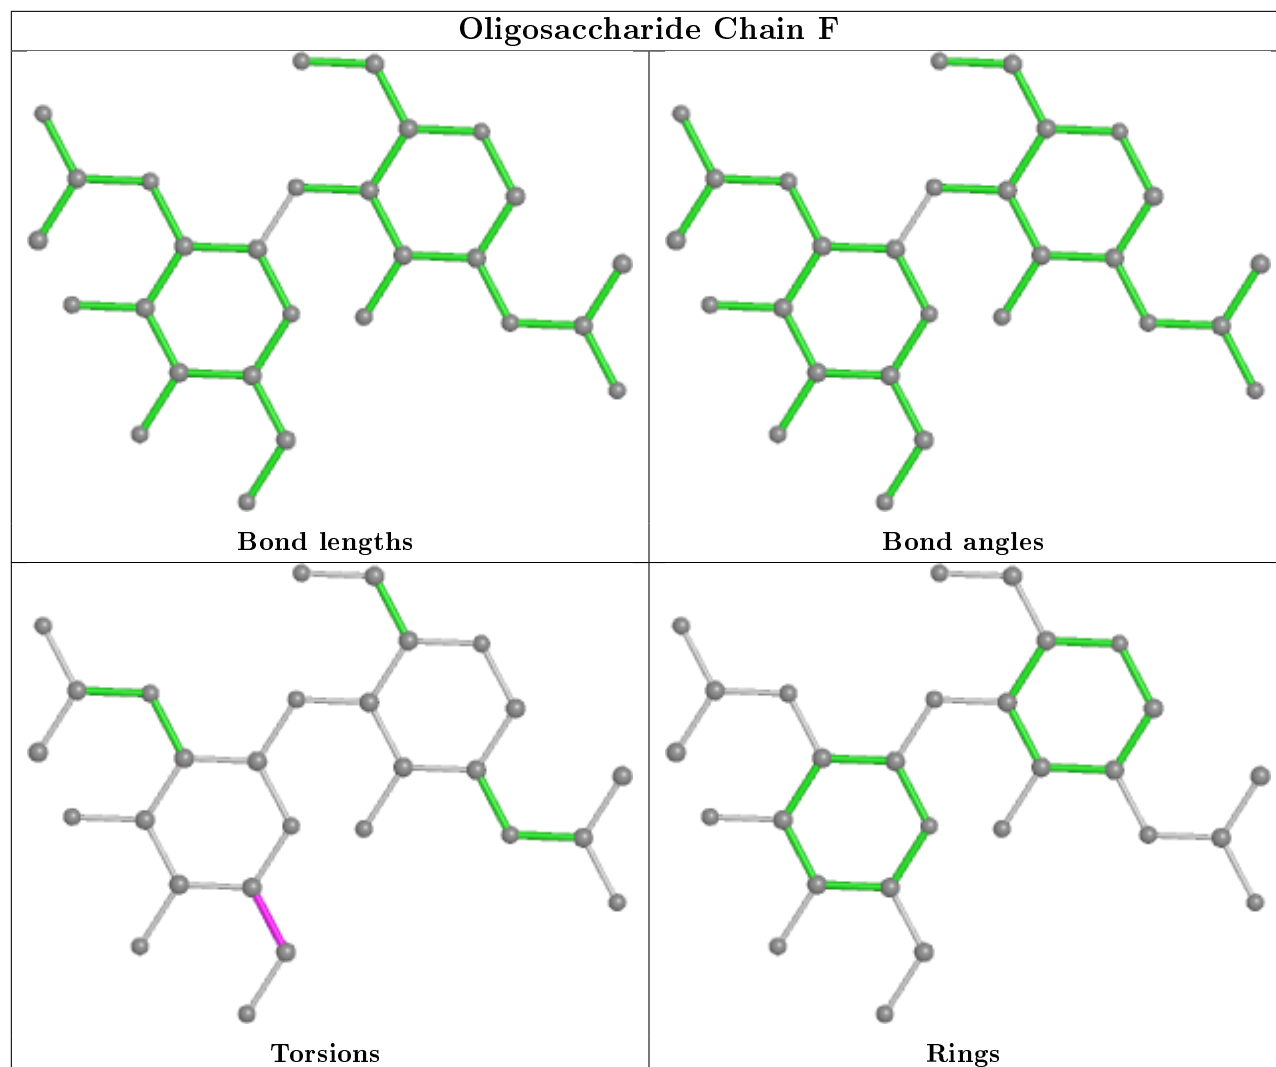 Oligosaccharide Chain F
Bond lengths
Bond angles
Torsions
Rings